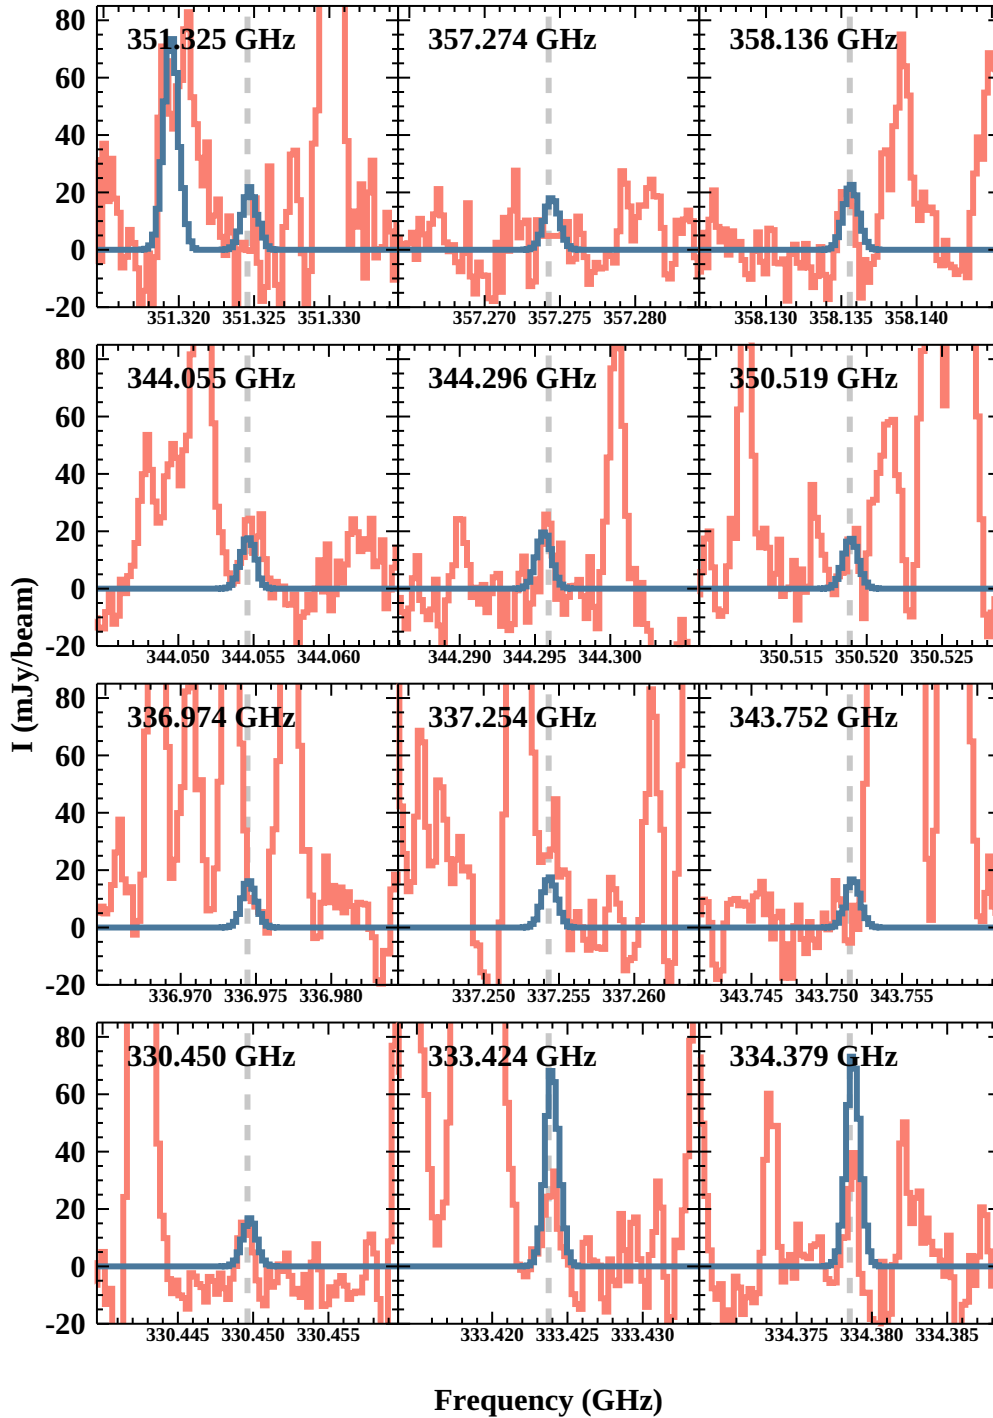 351.325 GHz 357.274 GHz 358.136 GHz
80
60
40
20
0
-20
351.320 351.325 351.330 357.270 357.275 357.280 358.130 358.135 358.140
344.055 GHz 344.296 GHz 350.519 GHz
80
60
40
20
0
-20
344.050 344.055 344.060 344.290 344.295 344.300 350.515 350.520 350.525
I (mJy/beam)
336.974 GHz 337.254 GHz 343.752 GHz
80
60
40
20
0
-20
336.970 336.975 336.980 337.250 337.255 337.260 343.745 343.750 343.755
330.450 GHz 333.424 GHz 334.379 GHz
80
60
40
20
0
-20
330.445 330.450 330.455 333.420 333.425 333.430 334.375 334.380 334.385
Frequency (GHz)